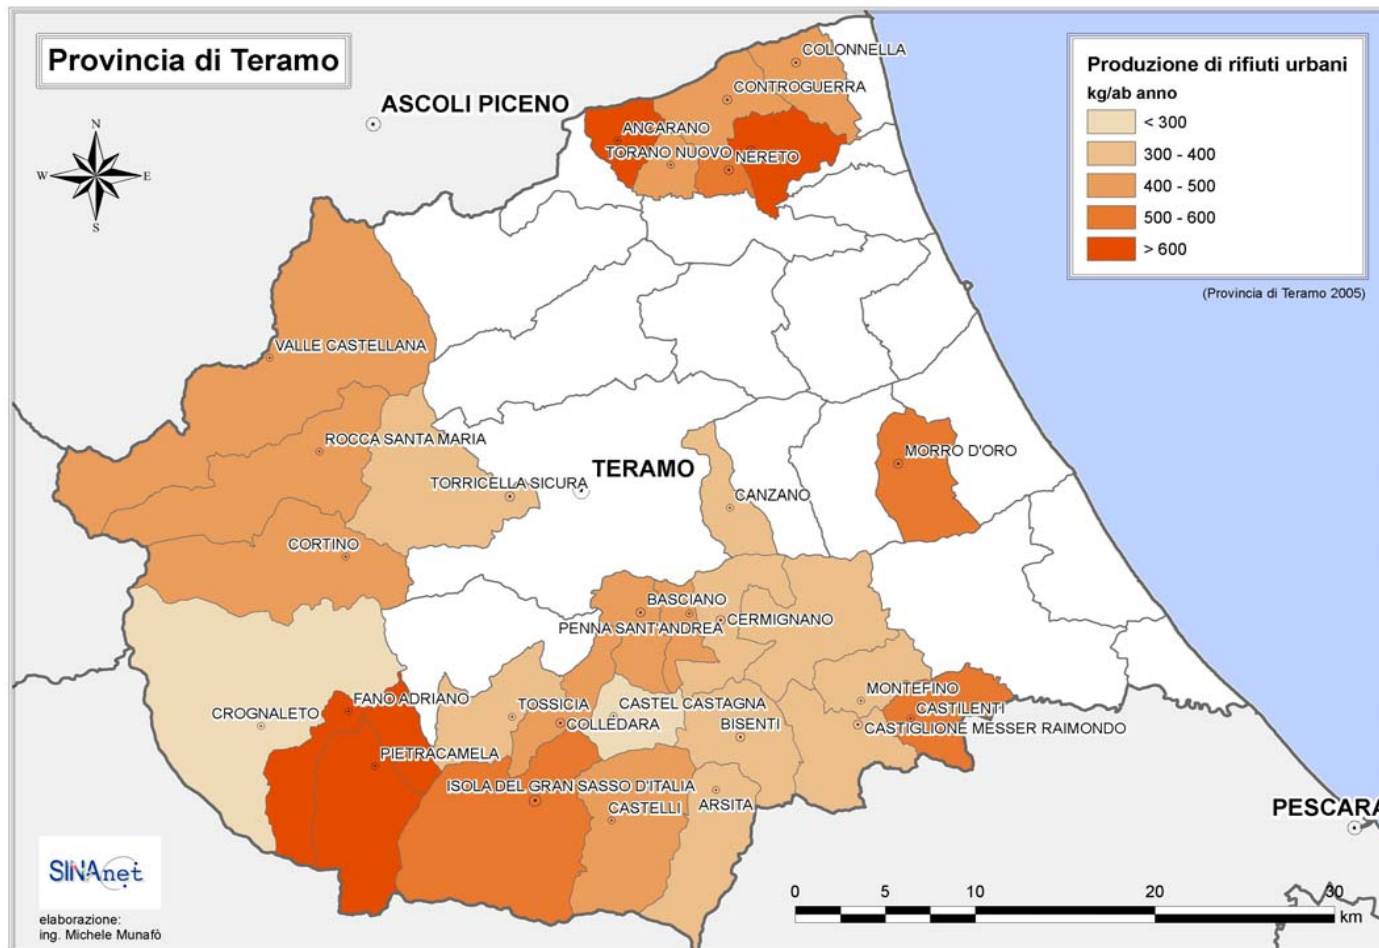 Provincia di Teramo
COLONNELLA
Produzione di rifiuti urbani
kg/ab anno
< 300
300 - 400
400 - 500
500 - 600
> 600
(Provincia di Teramo 2005)
CONTROGUERRA
ASCOLI PICENO
ANCARANO
TORANO NUOVO
NERETO
N
W
E
S
VALLE CASTELLANA
ROCCA SANTA MARIA
MORRO D'ORO
TERAMO
TORRICELLA SICURA
CANZANO
CORTINO
BASCIANO
PENNA SANT'ANDREA
CERMIGNANO
MONTEFINO
FANO ADRIANO
TOSSICIA
CASTEL CASTAGNA
CASTILENTI
CROGNALETO
COLLEDARA
BISENTI
CASTIGLIONE MESSER RAIMONDO
PIETRACAMELA
ISOLA DEL GRAN SASSO D'ITALIA
CASTELLI
ARSITA
PESCARA
SINAnet
elaborazione:
ing. Michele Munafò
0
5
10
20
30
km